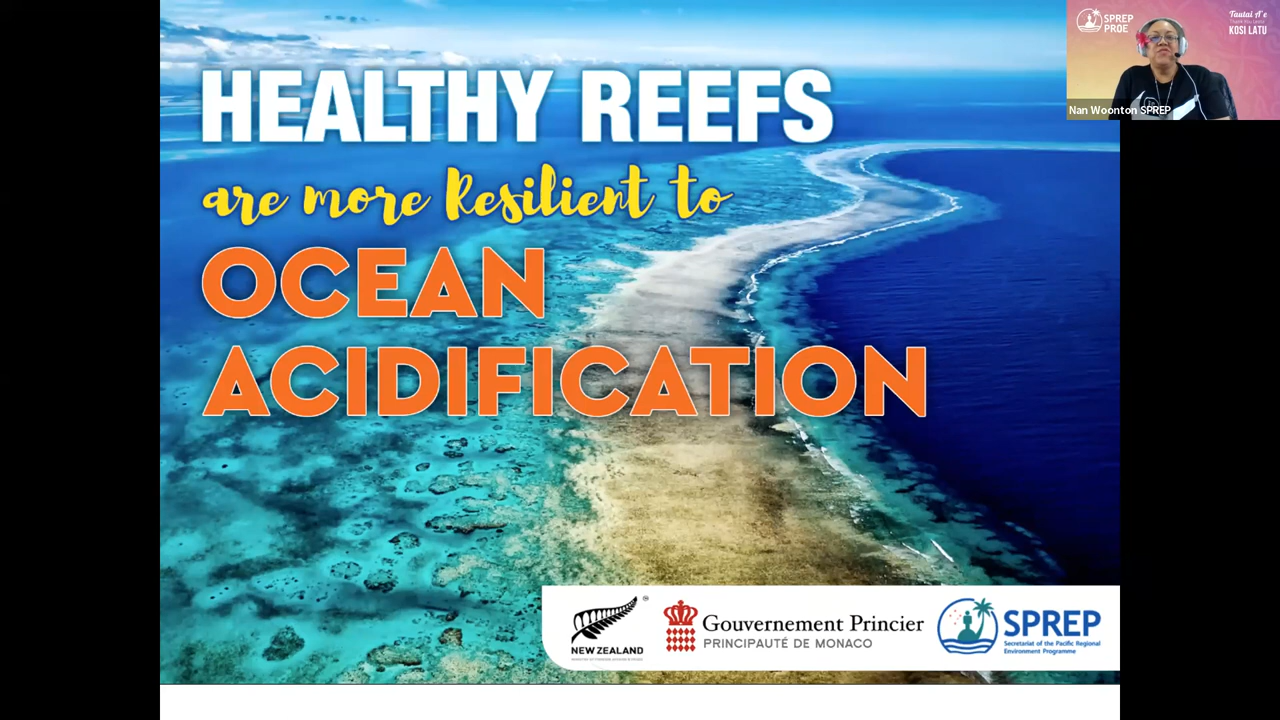 HEALTHY REEFS
are more Resilient to
OCEAN
ACIDIFICATION
NEW ZEALAND
Gouvernement Princier
PRINCIPAUTÉ DE MONACO
SPREP
Secretariat of the Pacific Regional
Environment Programme
SPREP
PROE
Tautai A'e
KOSI LATU
Nan Woonton SPREP